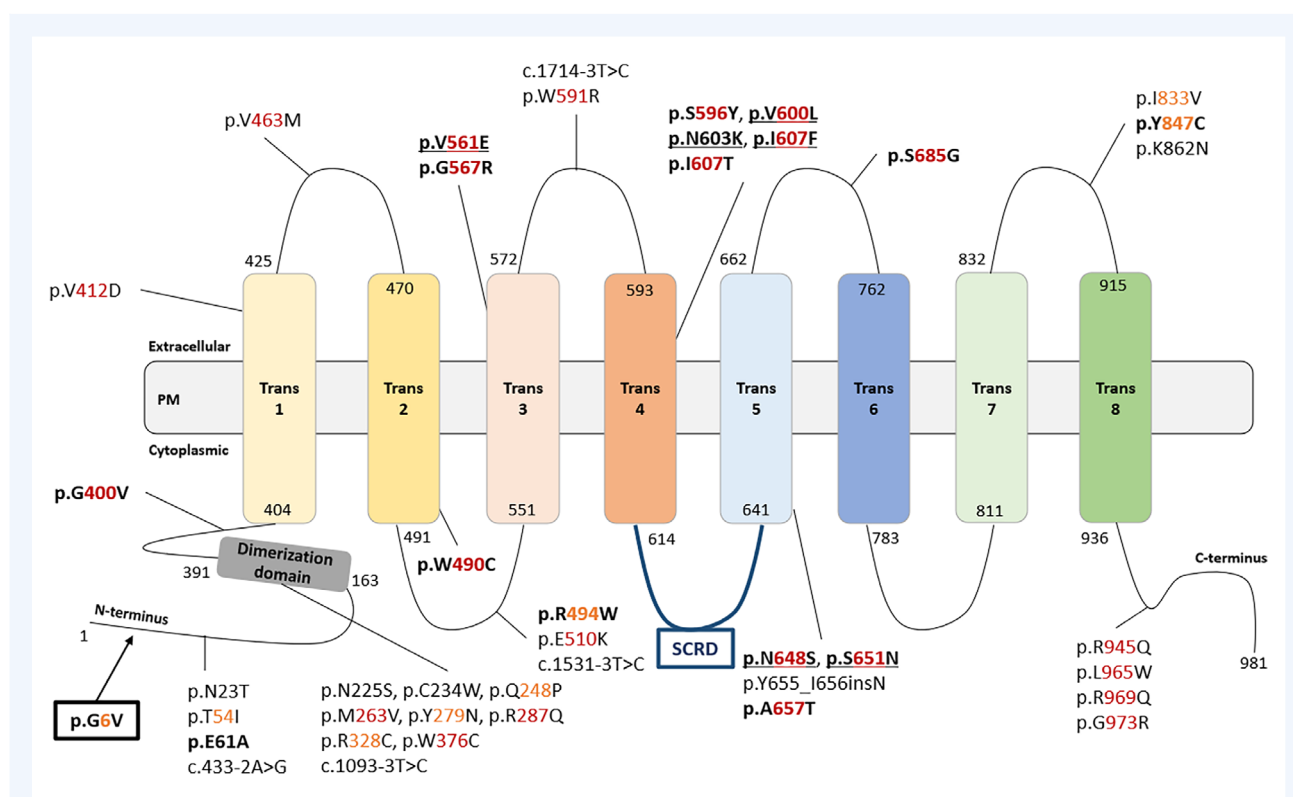 c.1714-3T>C
p.W591R
p.V463M
p.V561E
p.G567R
p.S596Y, p.V600L
p.N603K, p.I607F
p.I607T
p.S685G
p.I833V
p.Y847C
p.K862N
425
470
572
593
662
762
832
915
p.V412D
Extracellular
PM
Cytoplasmic
Trans
1
Trans
2
Trans
3
Trans
4
Trans
5
Trans
6
Trans
7
Trans
8
p.G400V
404
491
551
614
641
783
811
936
p.W490C
Dimerization
domain
391
163
N-terminus
1
C-terminus
981
p.G6V
p.N23T
p.T54I
p.E61A
c.433-2A>G
p.N225S, p.C234W, p.Q248P
p.M263V, p.Y279N, p.R287Q
p.R328C, p.W376C
c.1093-3T>C
p.R494W
p.E510K
c.1531-3T>C
SCRD
p.N648S, p.S651N
p.Y655_I656insN
p.A657T
p.R945Q
p.L965W
p.R969Q
p.G973R